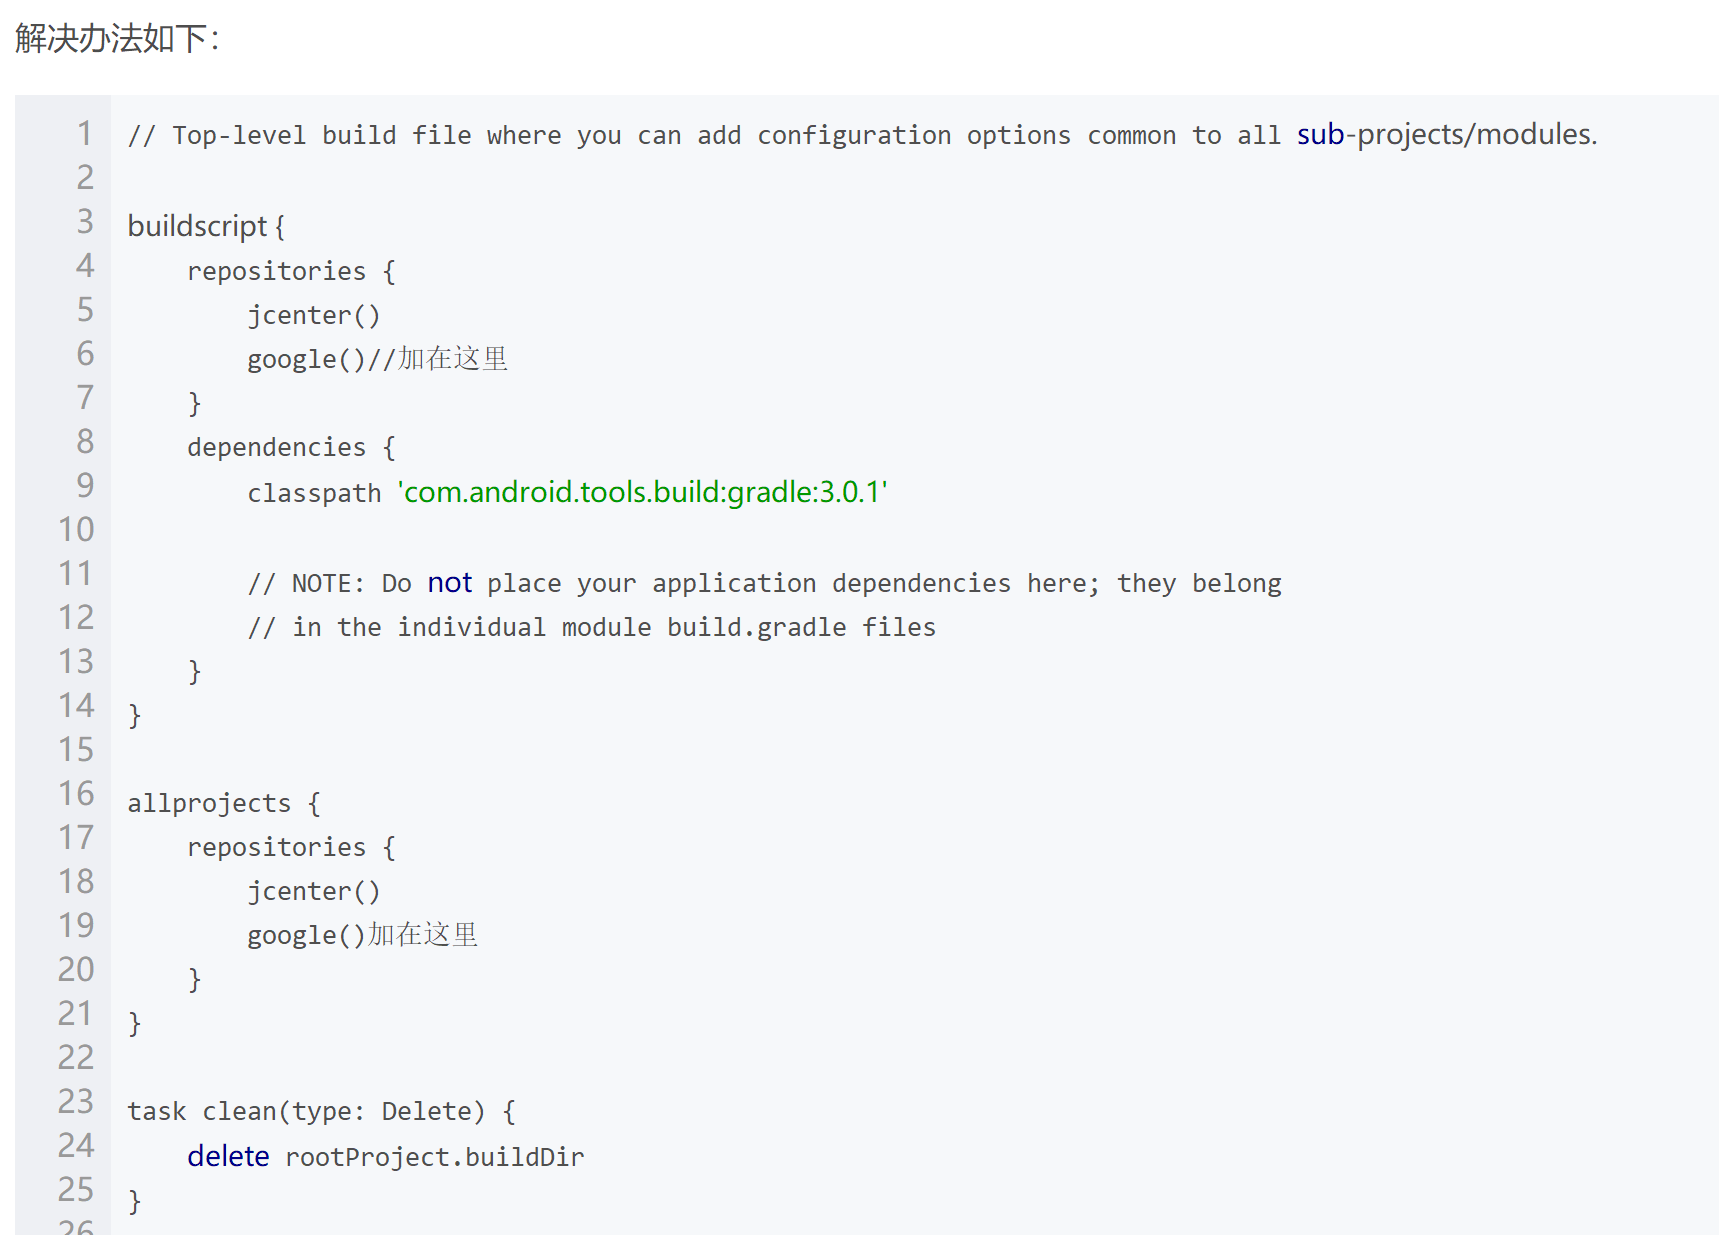 解决办法如下：
1 // Top-level build file where you can add configuration options common to all sub-projects/modules.
2
3 buildscript {
4     repositories {
5         jcenter()
6         google()//加在这里
7     }
8     dependencies {
9         classpath 'com.android.tools.build:gradle:3.0.1'
10
11         // NOTE: Do not place your application dependencies here; they belong
12         // in the individual module build.gradle files
13     }
14 }
15
16 allprojects {
17     repositories {
18         jcenter()
19         google()加在这里
20     }
21 }
22
23 task clean(type: Delete) {
24     delete rootProject.buildDir
25 }
26